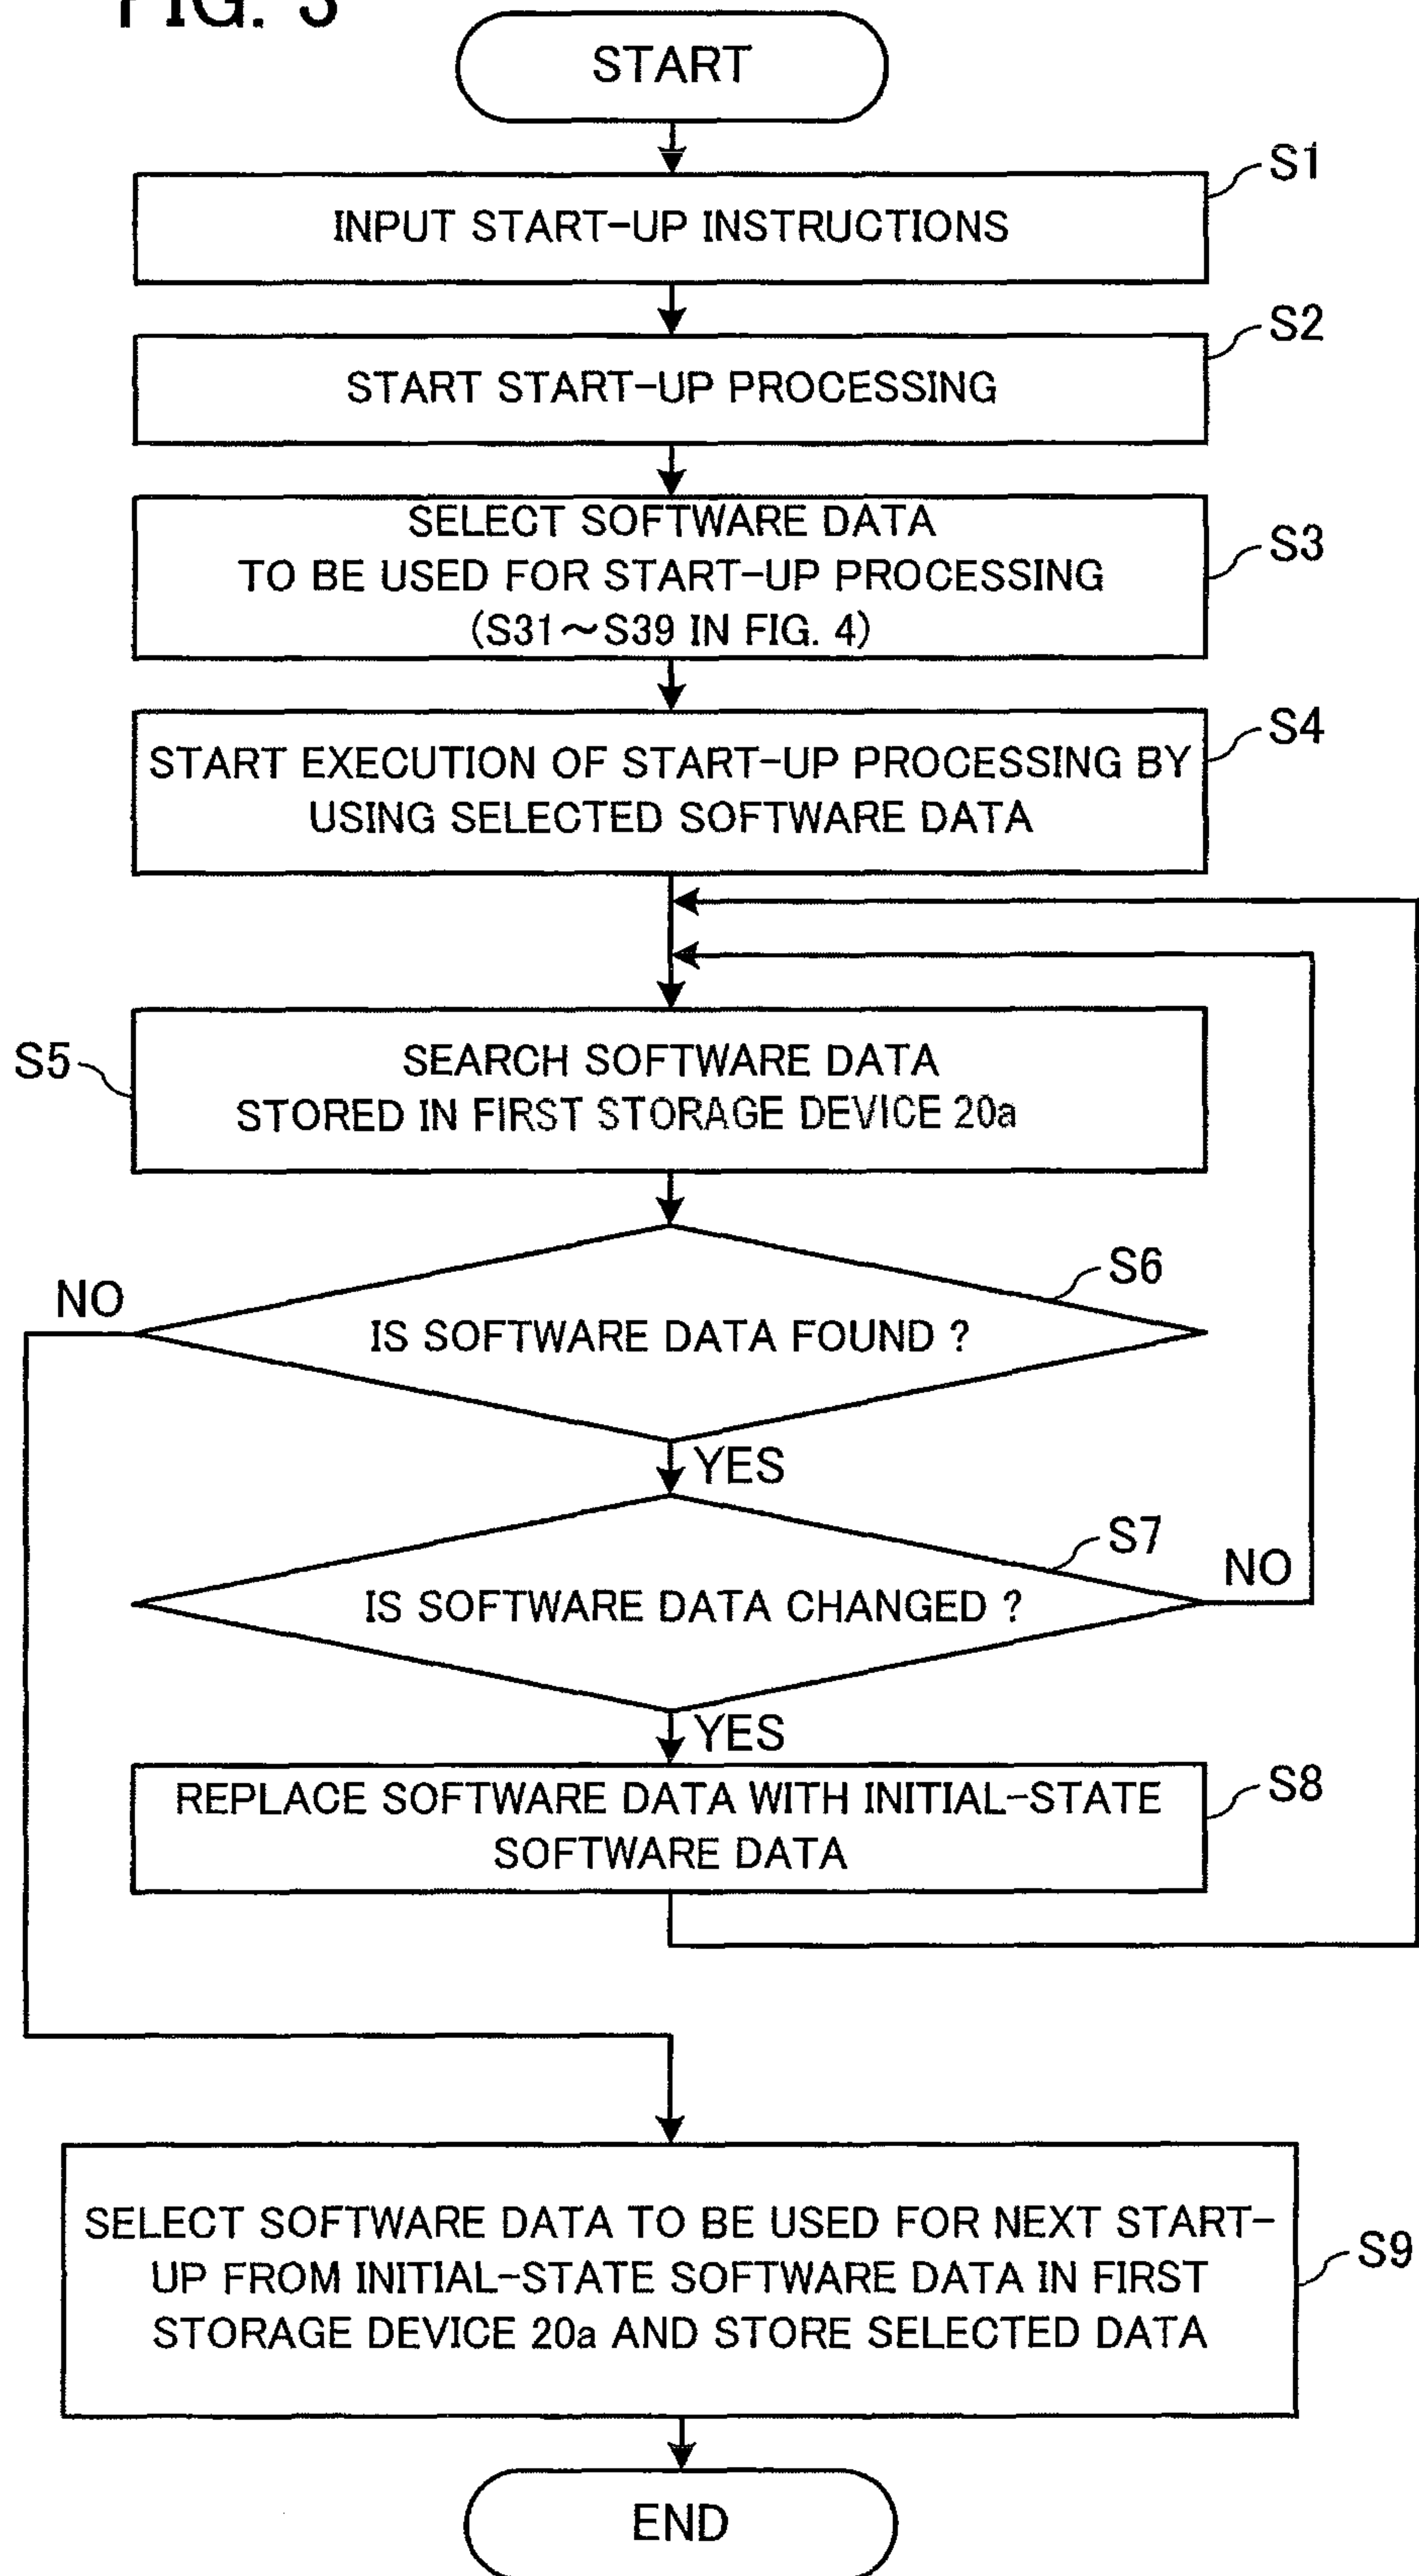 FIG. 3
START
S1
INPUT START-UP INSTRUCTIONS
S2
START START-UP PROCESSING
S3
SELECT SOFTWARE DATA
TO BE USED FOR START-UP PROCESSING
(S31～S39 IN FIG. 4)
S4
START EXECUTION OF START-UP PROCESSING BY
USING SELECTED SOFTWARE DATA
S5
SEARCH SOFTWARE DATA
STORED IN FIRST STORAGE DEVICE 20a
S6
NO
IS SOFTWARE DATA FOUND ?
YES
S7
NO
IS SOFTWARE DATA CHANGED ?
YES
S8
REPLACE SOFTWARE DATA WITH INITIAL-STATE
SOFTWARE DATA
S9
SELECT SOFTWARE DATA TO BE USED FOR NEXT START-
UP FROM INITIAL-STATE SOFTWARE DATA IN FIRST
STORAGE DEVICE 20a AND STORE SELECTED DATA
END